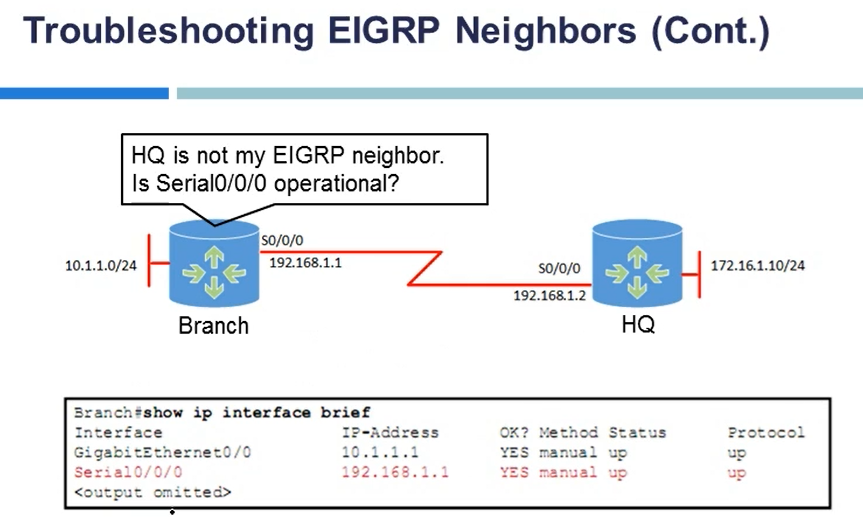 Troubleshooting EIGRP Neighbors (Cont.)
HQ is not my EIGRP neighbor.
Is Serial0/0/0 operational?
S0/0/0
10.1.1.0/24
192.168.1.1
S0/0/0
172.16.1.10/24
192.168.1.2
Branch
HQ
Branch#show ip interface brief
Interface IP-Address OK? Method Status Protocol
GigabitEthernet0/0 10.1.1.1 YES manual up up
Serial0/0/0 192.168.1.1 YES manual up up
<output omitted>